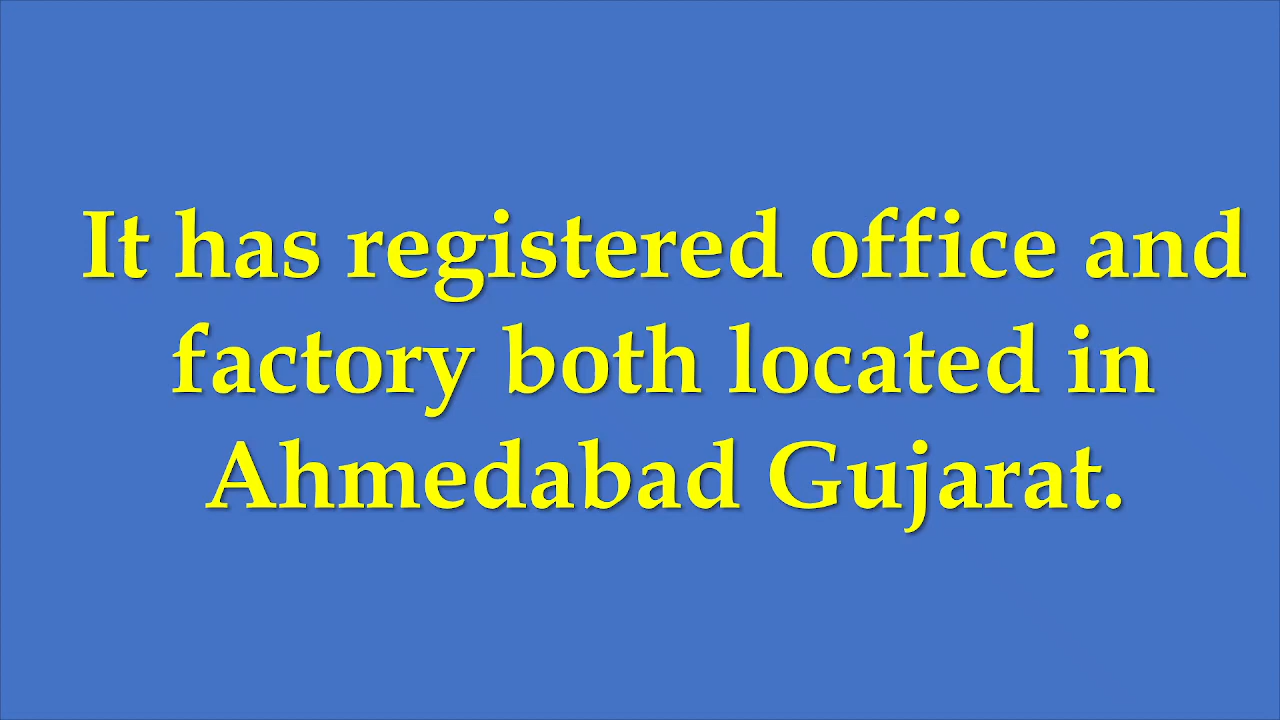 It has registered office and
factory both located in
Ahmedabad Gujarat.